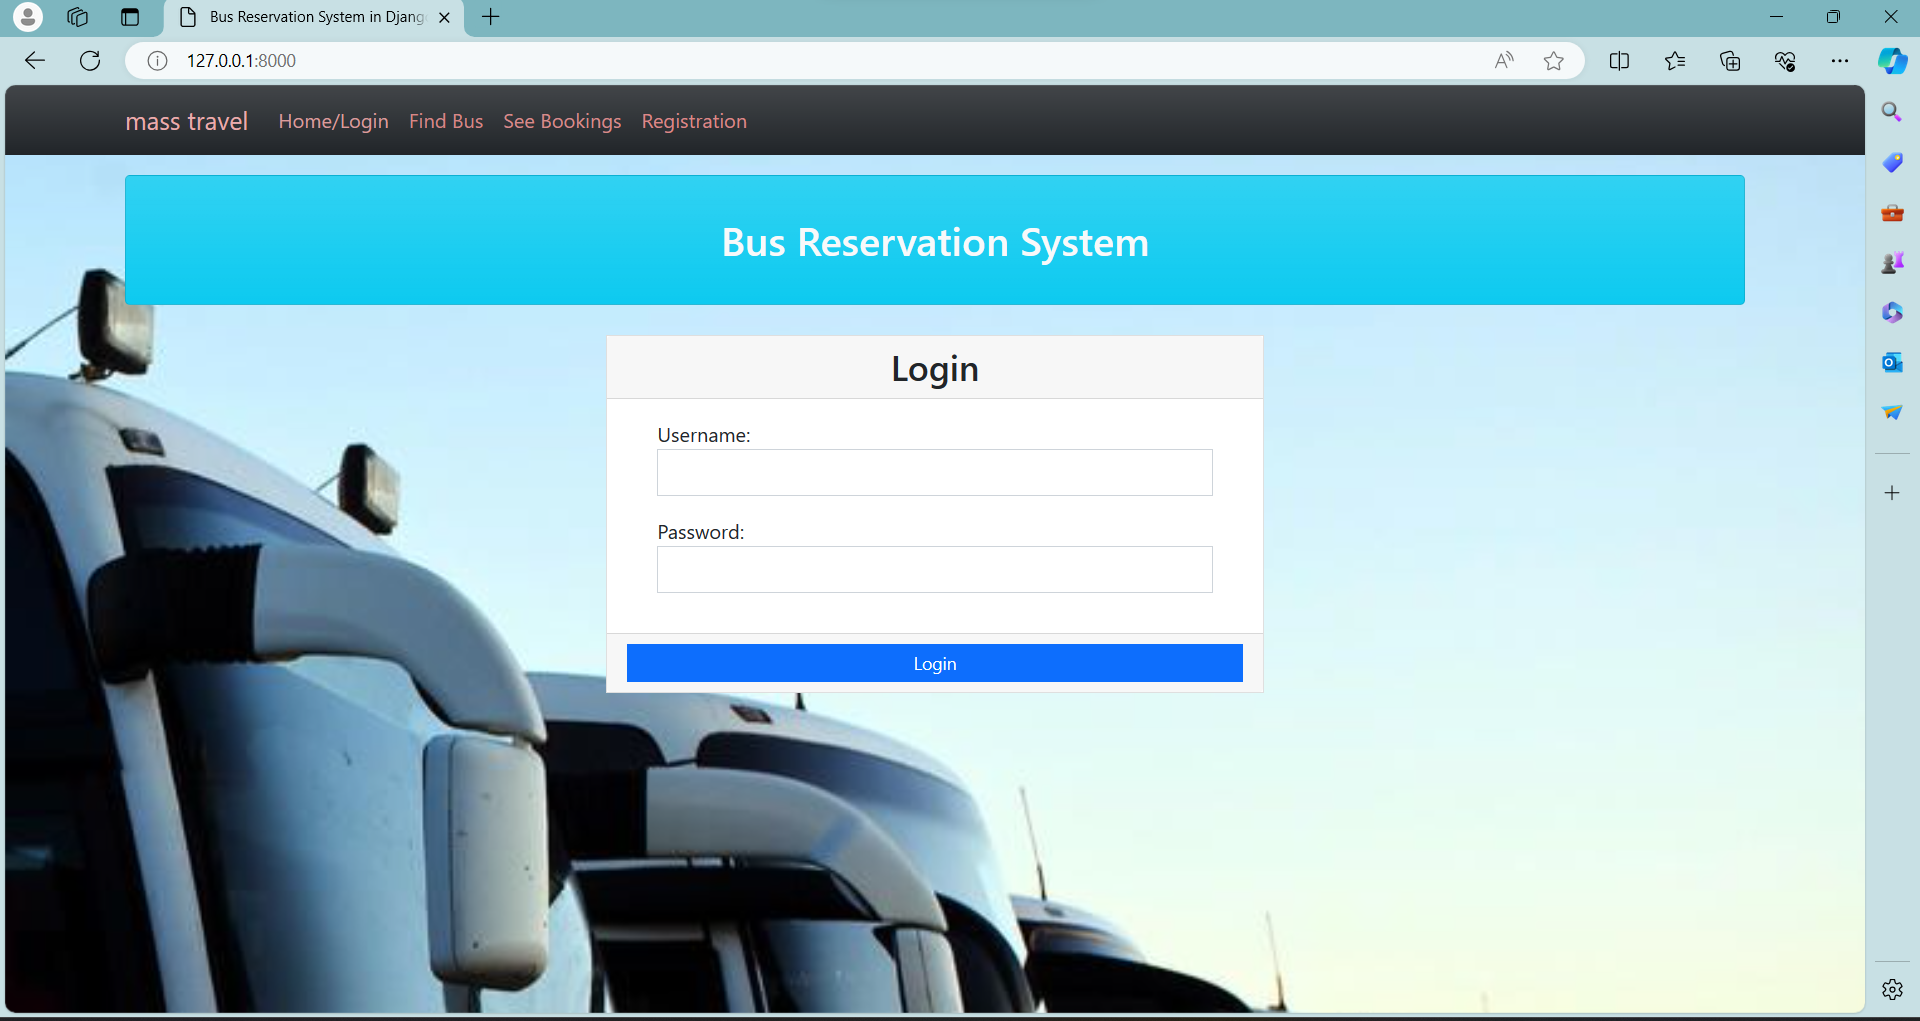 Bus Reservation System in Djang
127.0.0.1:8000
mass travel Home/Login Find Bus See Bookings Registration
Bus Reservation System
Login
Username:
Password:
Login